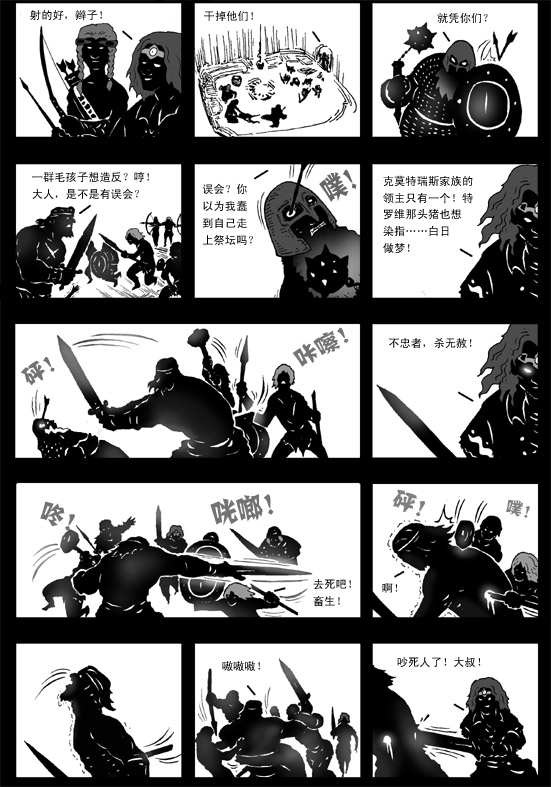 射的好，辫子！
干掉他们！
就凭你们？
一群毛孩子想造反？哼！
大人，是不是有误会？
误会？你
以为我蠢
到自己走
上祭坛吗？
噗！
克莫特瑞斯家族的
领主只有一个！特
罗维那头猪也想
染指……白日
做梦！
砰！
咔嚓！
不忠者，杀无赦！
咚！
咣啷！
去死吧！
畜生！
砰！
噗！
啊！
嗷嗷嗷！
吵死人了！大叔！